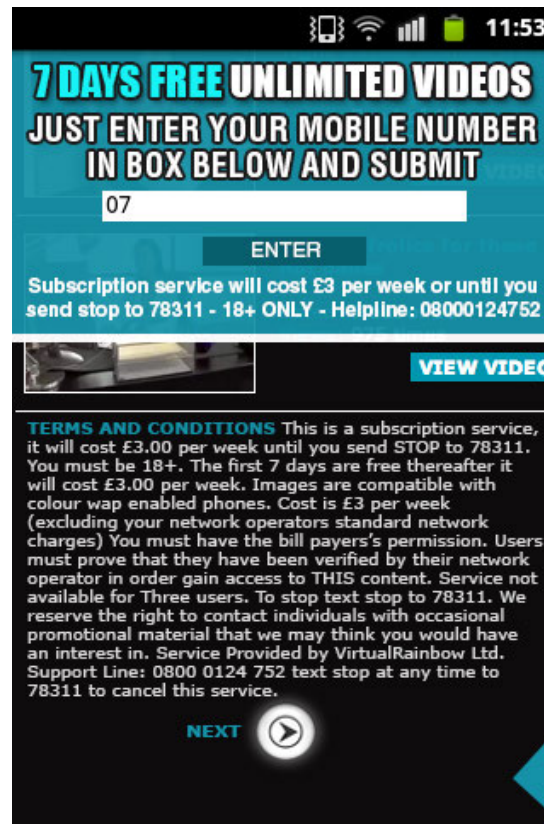 11:53
7 DAYS FREE UNLIMITED VIDEOS
JUST ENTER YOUR MOBILE NUMBER
IN BOX BELOW AND SUBMIT
07
ENTER
Subscription service will cost £3 per week or until you
send stop to 78311 - 18+ ONLY - Helpline: 08000124752
VIEW VIDEO
TERMS AND CONDITIONS This is a subscription service,
it will cost £3.00 per week until you send STOP to 78311.
You must be 18+. The first 7 days are free thereafter it
will cost £3.00 per week. Images are compatible with
colour wap enabled phones. Cost is £3 per week
(excluding your network operators standard network
charges) You must have the bill payers's permission. Users
must prove that they have been verified by their network
operator in order gain access to THIS content. Service not
available for Three users. To stop text stop to 78311. We
reserve the right to contact individuals with occasional
promotional material that we may think you would have
an interest in. Service Provided by VirtualRainbow Ltd.
Support Line: 0800 0124 752 text stop at any time to
78311 to cancel this service.
NEXT